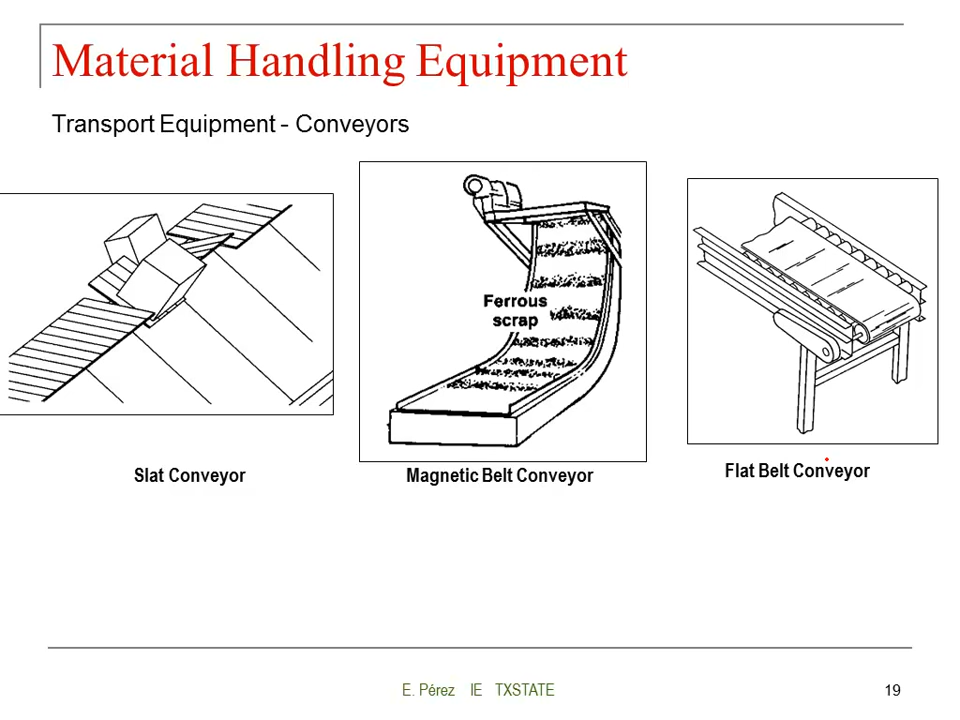 Material Handling Equipment
Transport Equipment - Conveyors
Ferrous
scrap
Slat Conveyor
Magnetic Belt Conveyor
Flat Belt Conveyor
E. Pérez IE TXSTATE
19